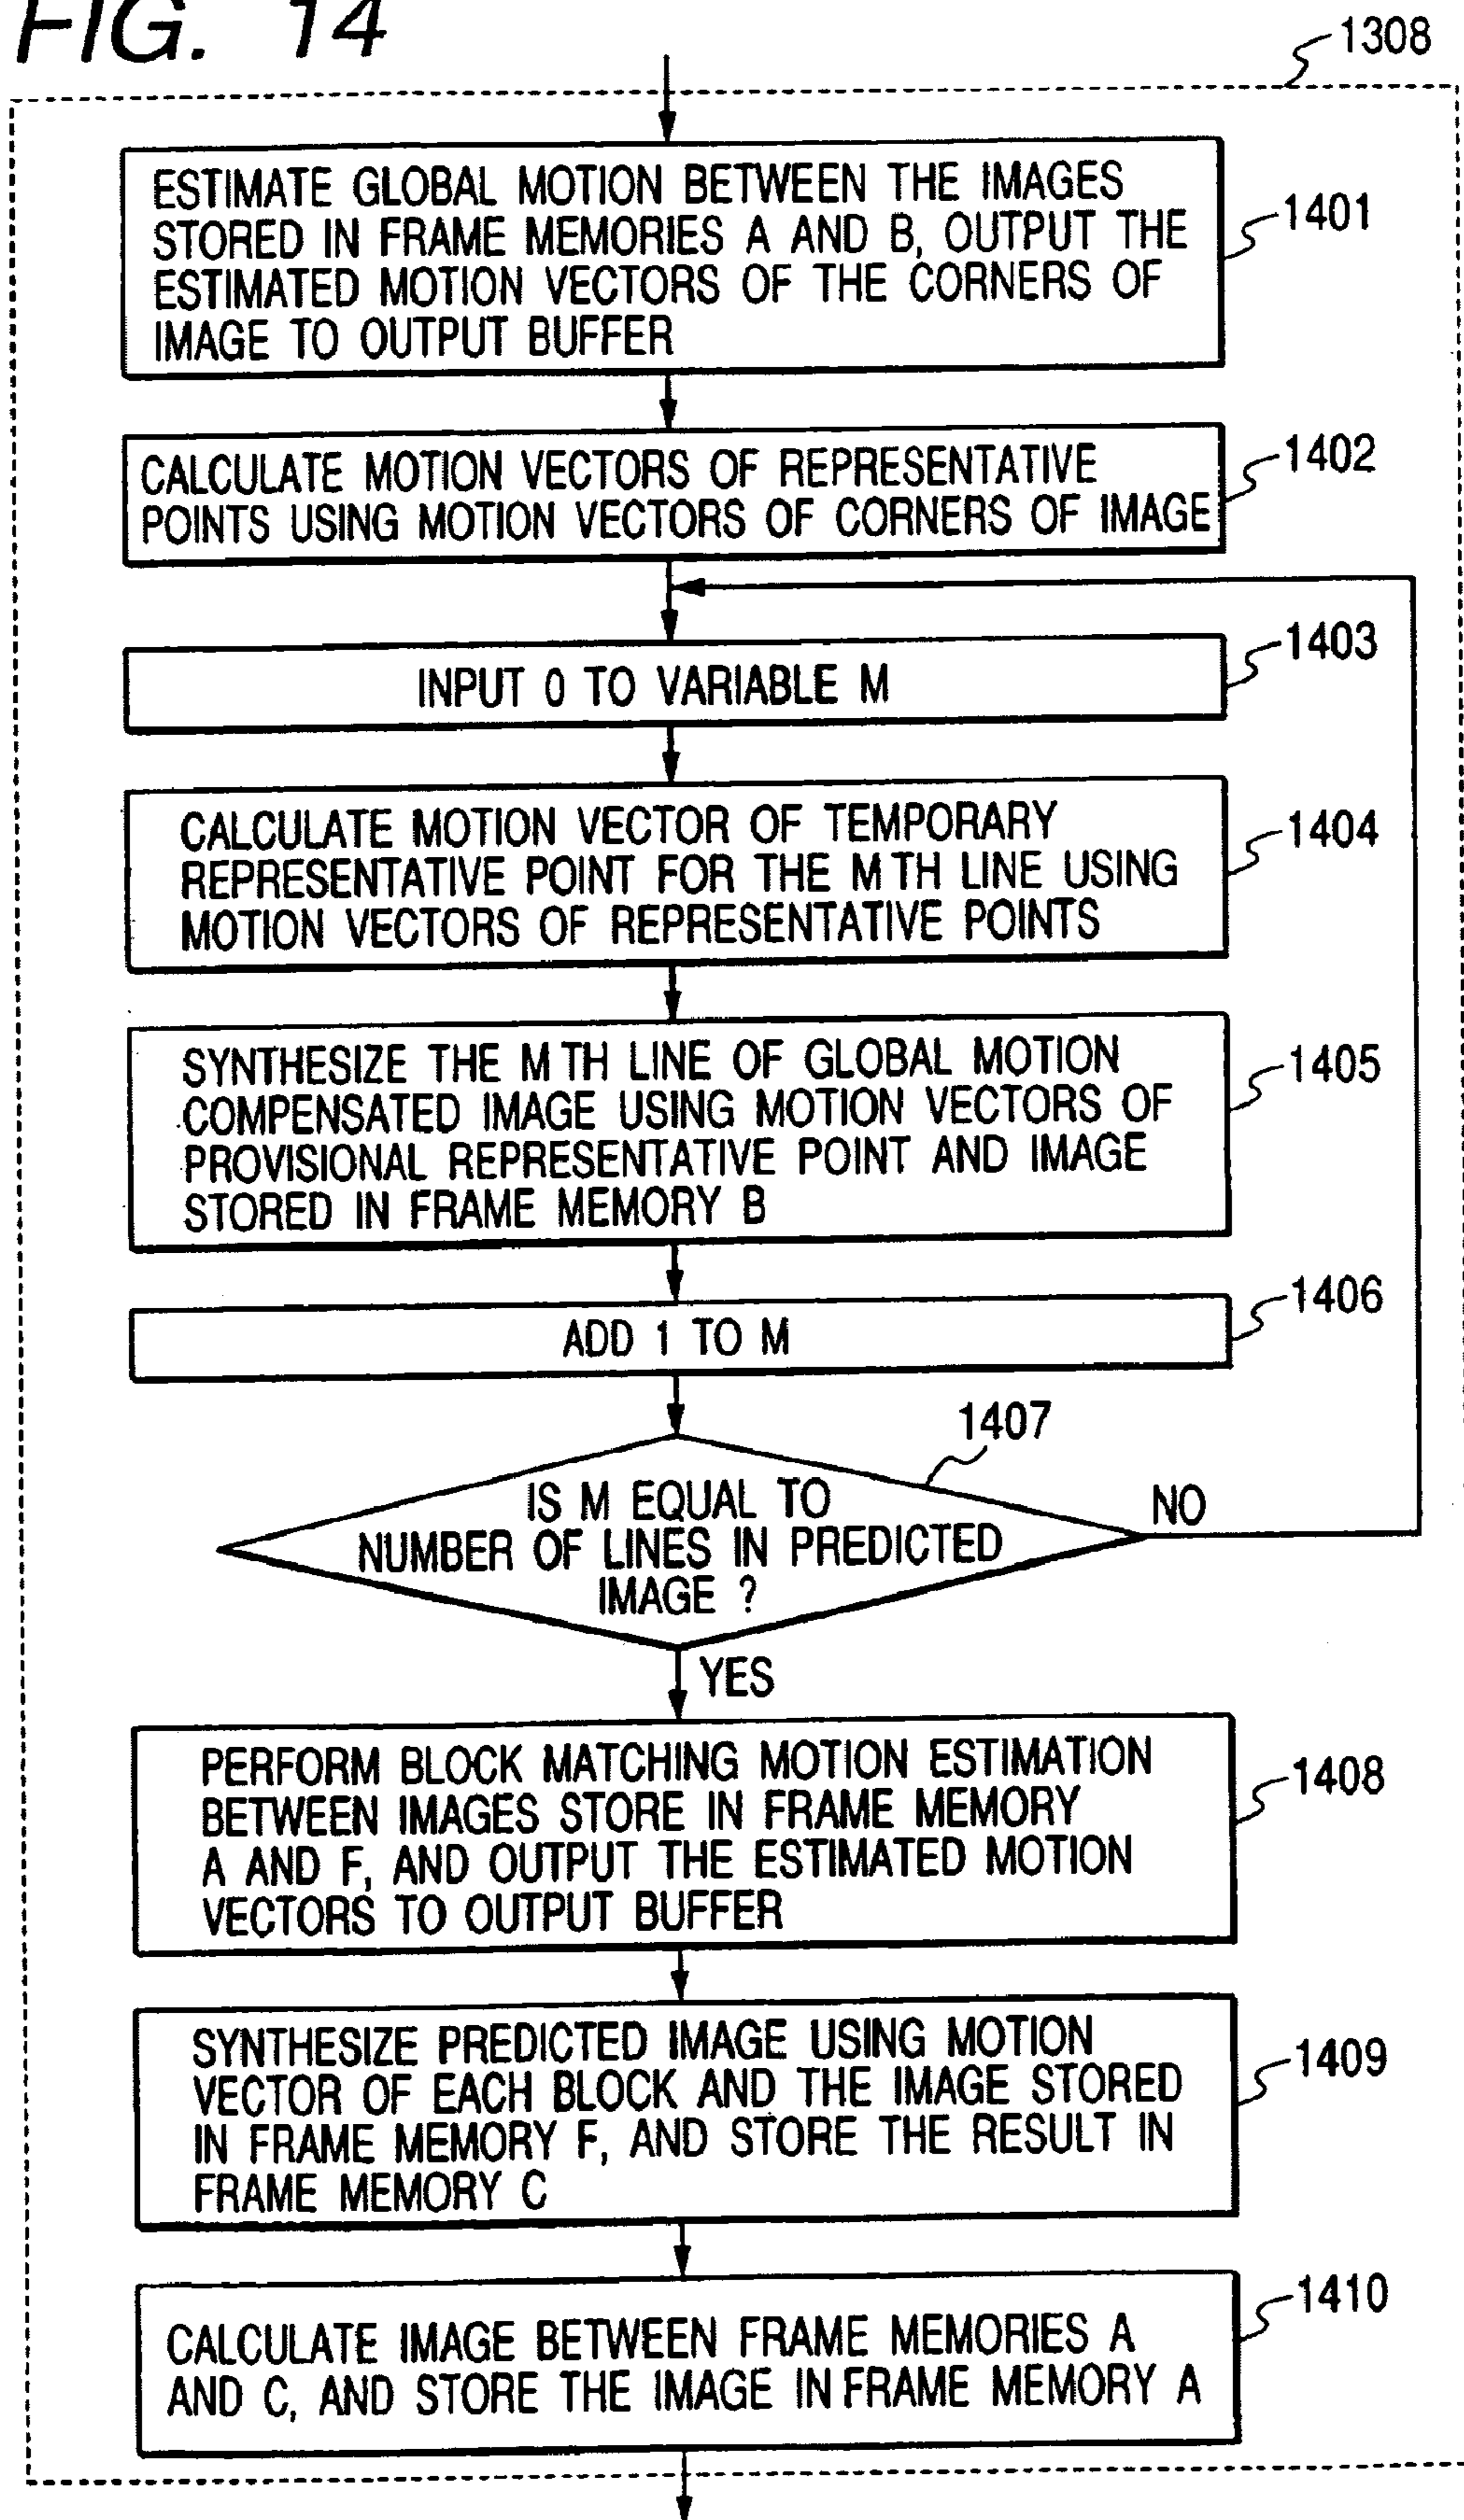 FIG. 14
1308
ESTIMATE GLOBAL MOTION BETWEEN THE IMAGES
STORED IN FRAME MEMORIES A AND B, OUTPUT THE
ESTIMATED MOTION VECTORS OF THE CORNERS OF
IMAGE TO OUTPUT BUFFER
1401
CALCULATE MOTION VECTORS OF REPRESENTATIVE
POINTS USING MOTION VECTORS OF CORNERS OF IMAGE
1402
INPUT 0 TO VARIABLE M
1403
CALCULATE MOTION VECTOR OF TEMPORARY
REPRESENTATIVE POINT FOR THE M TH LINE USING
MOTION VECTORS OF REPRESENTATIVE POINTS
1404
SYNTHESIZE THE M TH LINE OF GLOBAL MOTION
COMPENSATED IMAGE USING MOTION VECTORS OF
PROVISIONAL REPRESENTATIVE POINT AND IMAGE
STORED IN FRAME MEMORY B
1405
ADD 1 TO M
1406
1407
IS M EQUAL TO
NUMBER OF LINES IN PREDICTED
IMAGE ?
NO
YES
PERFORM BLOCK MATCHING MOTION ESTIMATION
BETWEEN IMAGES STORE IN FRAME MEMORY
A AND F, AND OUTPUT THE ESTIMATED MOTION
VECTORS TO OUTPUT BUFFER
1408
SYNTHESIZE PREDICTED IMAGE USING MOTION
VECTOR OF EACH BLOCK AND THE IMAGE STORED
IN FRAME MEMORY F, AND STORE THE RESULT IN
FRAME MEMORY C
1409
CALCULATE IMAGE BETWEEN FRAME MEMORIES A
AND C, AND STORE THE IMAGE IN FRAME MEMORY A
1410